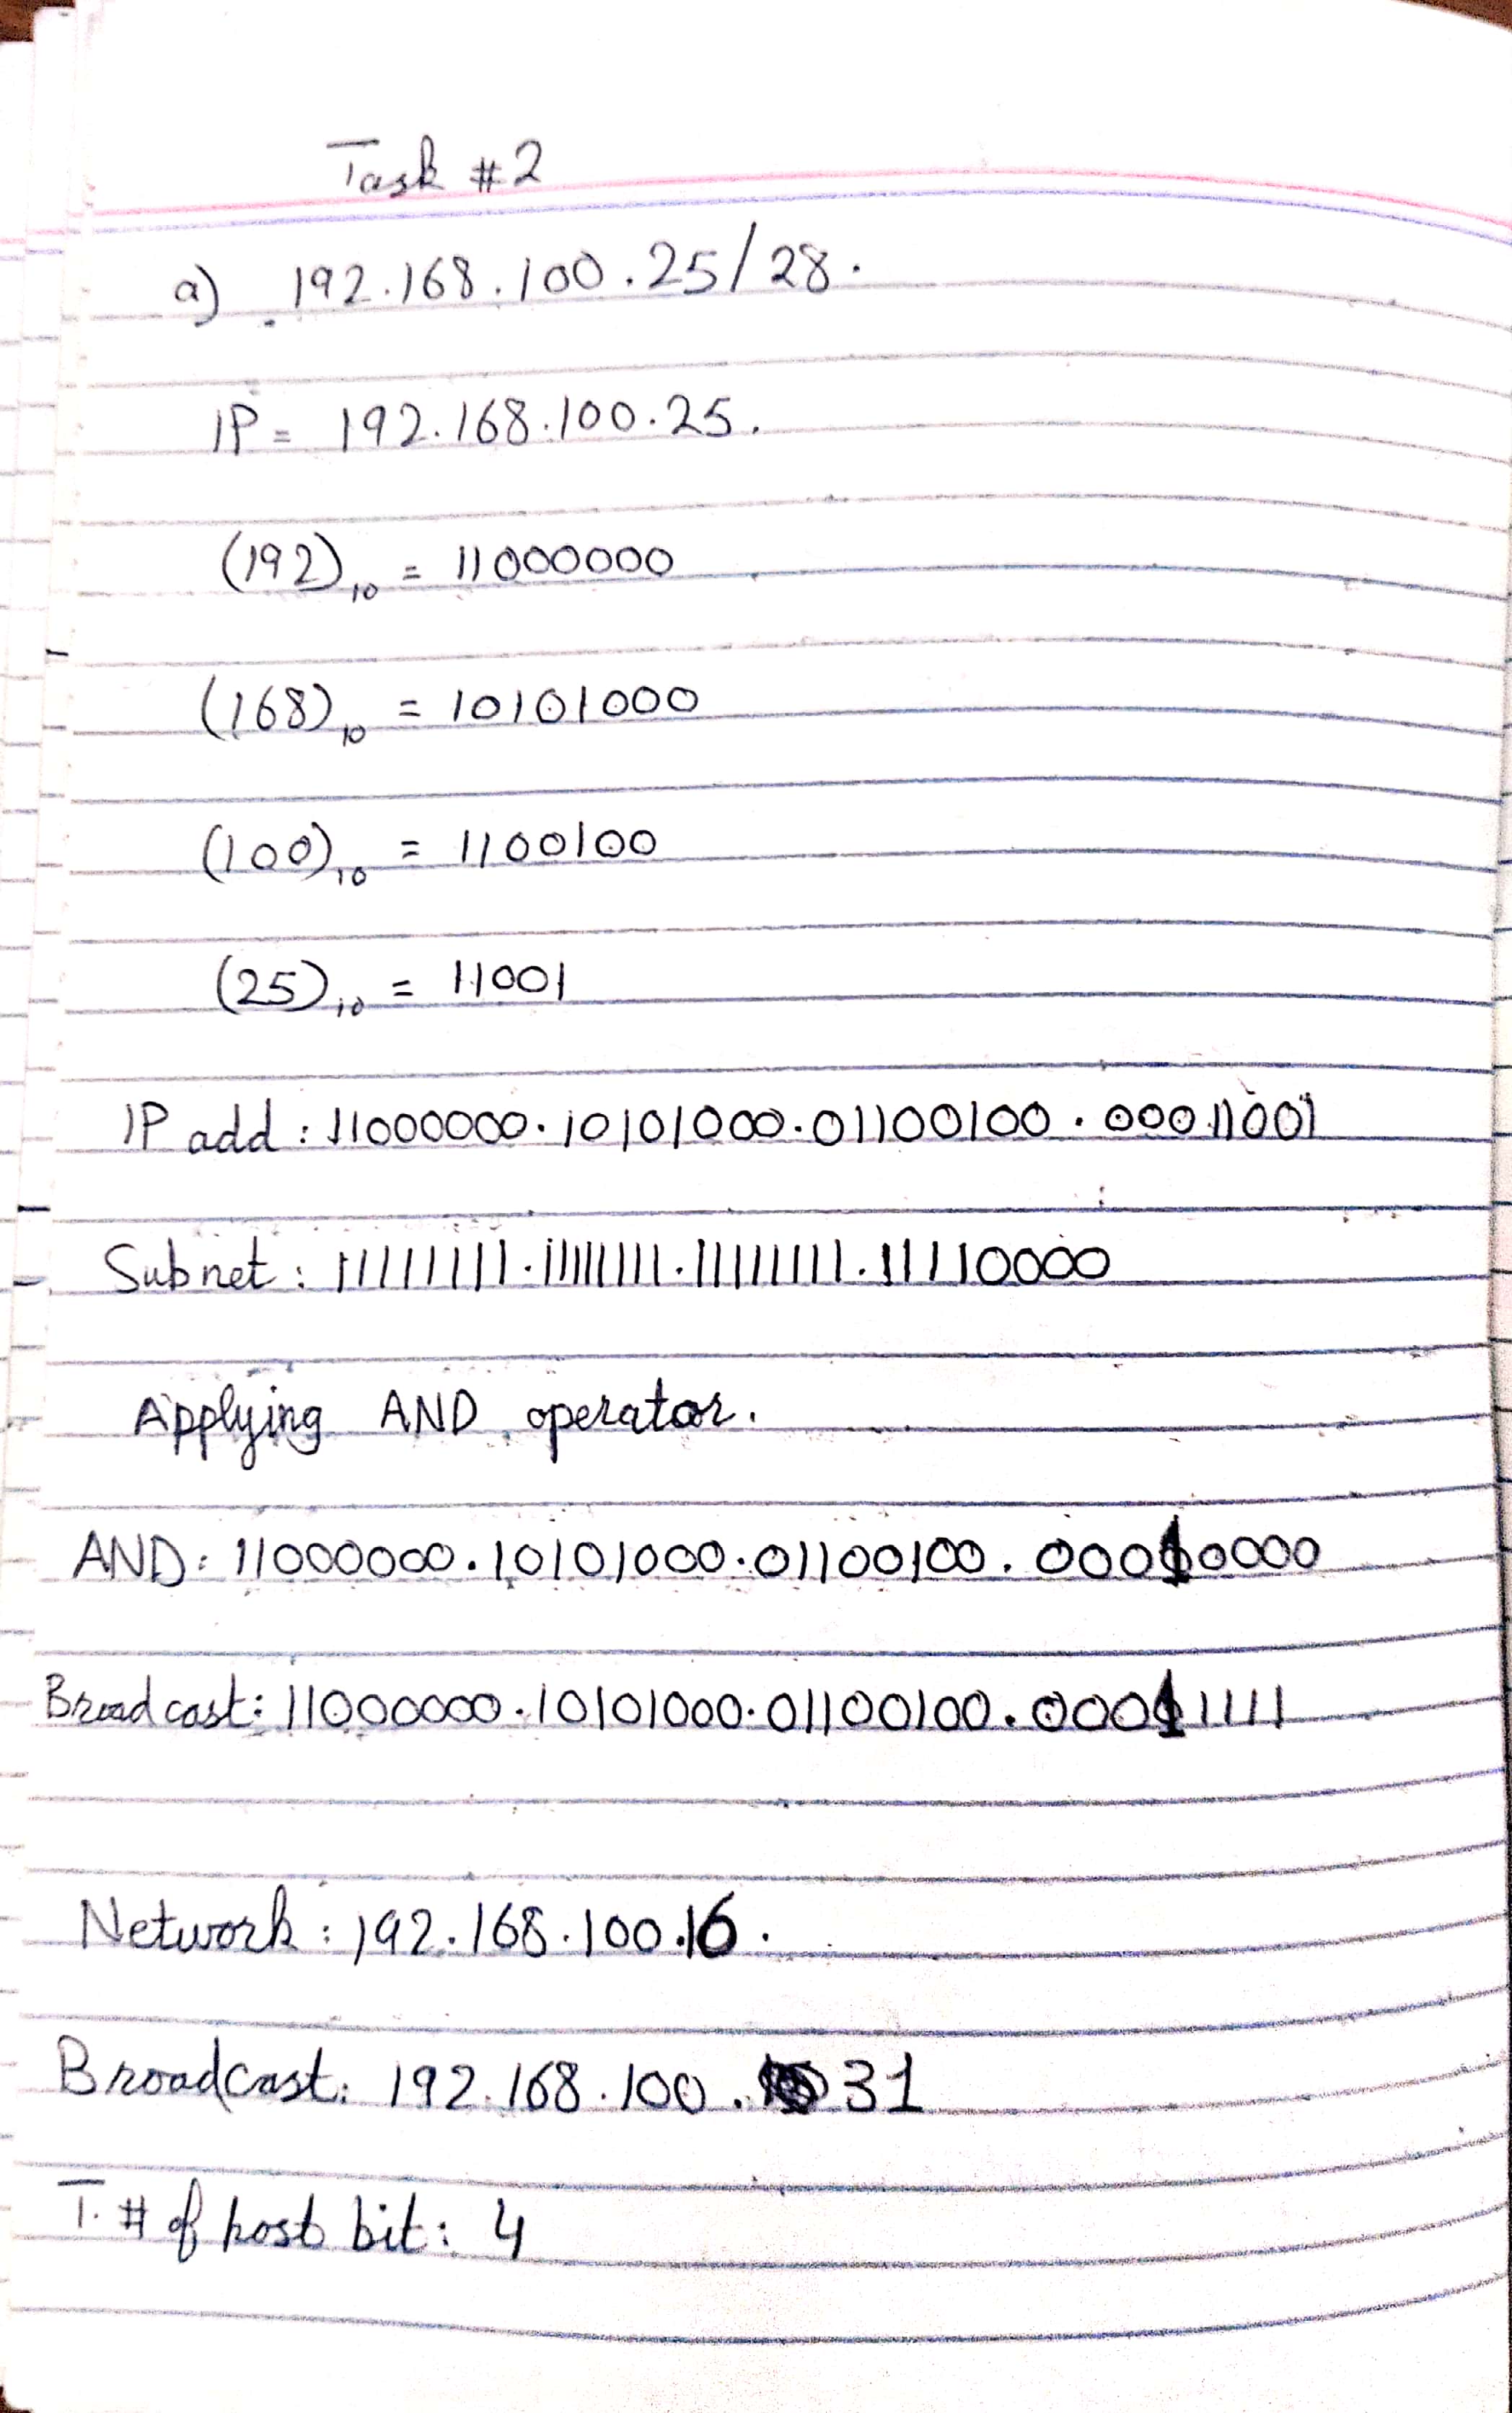 Task #2
a) 192.168.100.25/28.
IP = 192.168.100.25.
(192)10 = 11000000
(168)10 = 10101000
(100)10 = 1100100
(25)10 = 11001
IP add : 11000000.10101000.01100100.00011001
Subnet : 11111111.11111111.11111111.11110000
Applying AND operator.
AND: 11000000.10101000.01100100.00010000
Broadcast: 11000000.10101000.01100100.00011111
Network : 192.168.100.16.
Broadcast: 192.168.100.31
T. # of host bit: 4